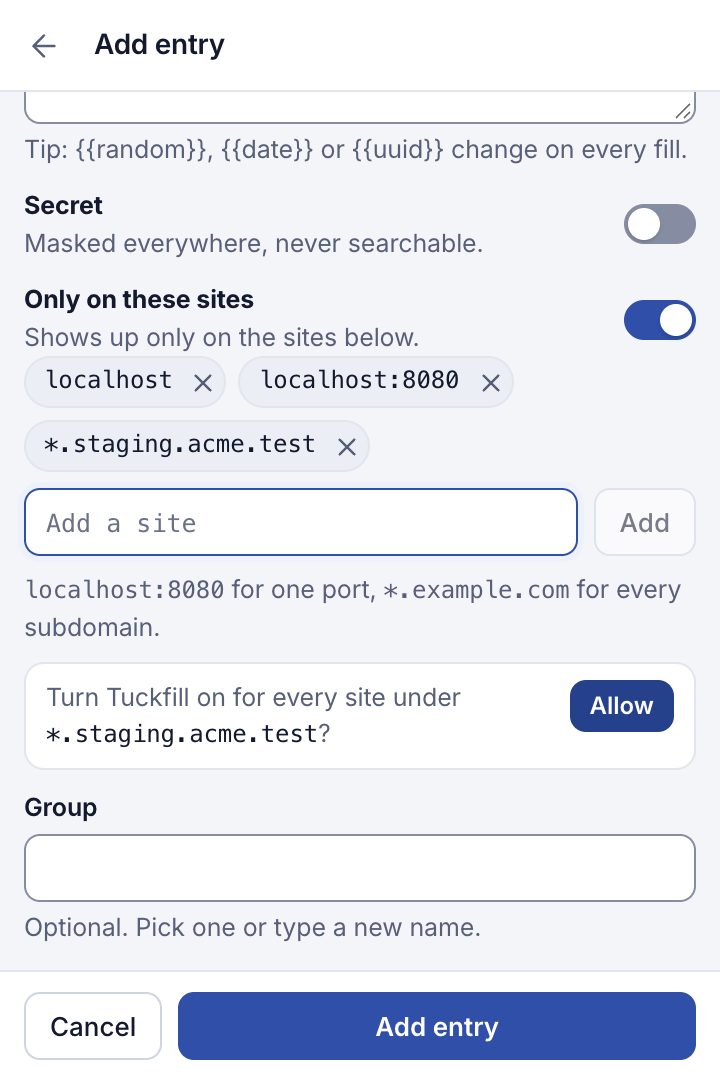 Add entry
Tip: {{random}}, {{date}} or {{uuid}} change on every fill.
Secret
Masked everywhere, never searchable.
Only on these sites
Shows up only on the sites below.
localhost
localhost:8080
*.staging.acme.test
Add a site
Add
localhost:8080 for one port, *.example.com for every
subdomain.
Turn Tuckfill on for every site under
*.staging.acme.test?
Allow
Group
Optional. Pick one or type a new name.
Cancel
Add entry